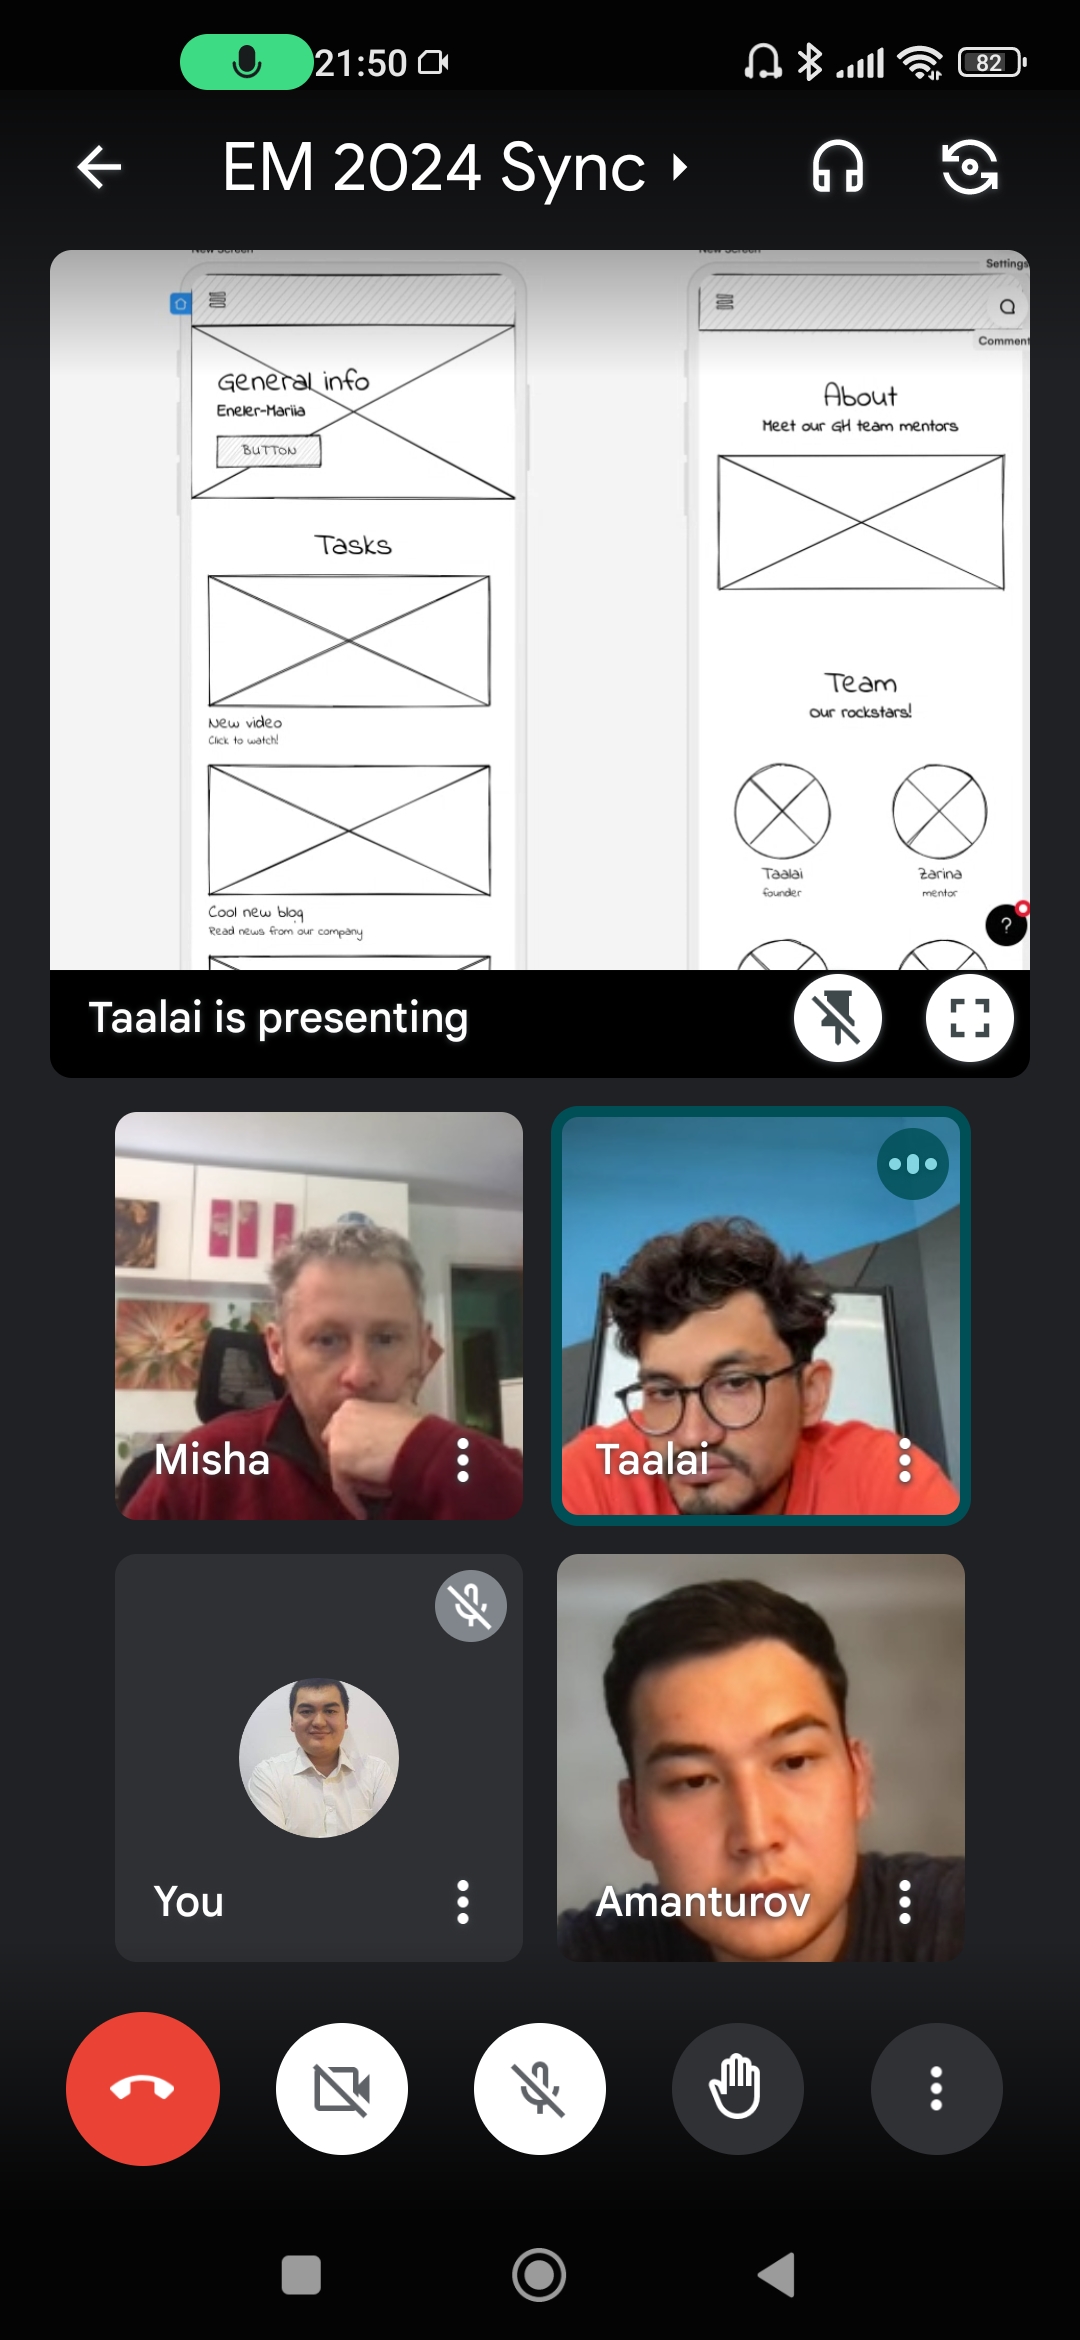 21:50
82
EM 2024 Sync
New Screen
New Screen
Settings
General info
Eneler-Mariia
BUTTON
Tasks
New video
Click to watch!
Cool new blog
Read news from our company
Comment
About
Meet our GH team mentors
Team
Our rockstars!
Taalai
founder
Zarina
mentor
?
Taalai is presenting
Misha
Taalai
You
Amanturov